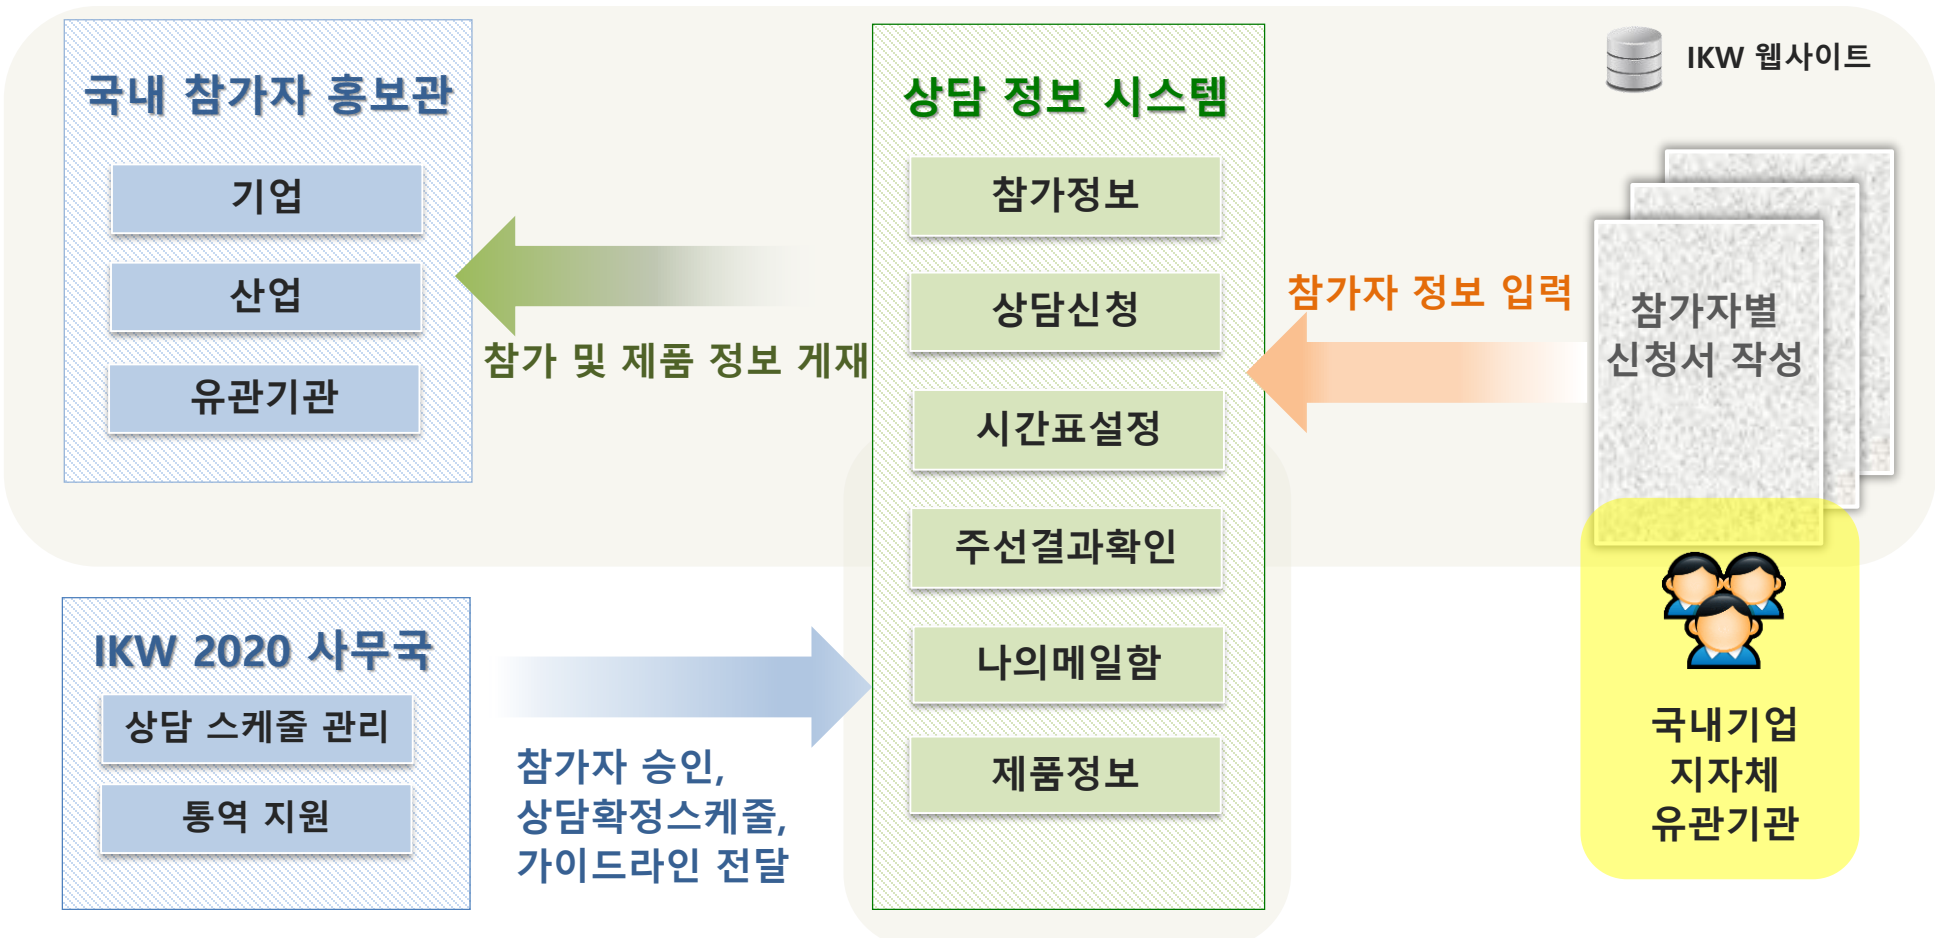 국내 참가자 홍보관
기업
산업
유관기관
참가 및 제품 정보 게재
상담 정보 시스템
참가정보
상담신청
시간표설정
주선결과확인
나의메일함
제품정보
IKW 웹사이트
참가자 정보 입력
참가자별
신청서 작성
국내기업
지자체
유관기관
IKW 2020 사무국
상담 스케줄 관리
통역 지원
참가자 승인,
상담확정스케줄,
가이드라인 전달